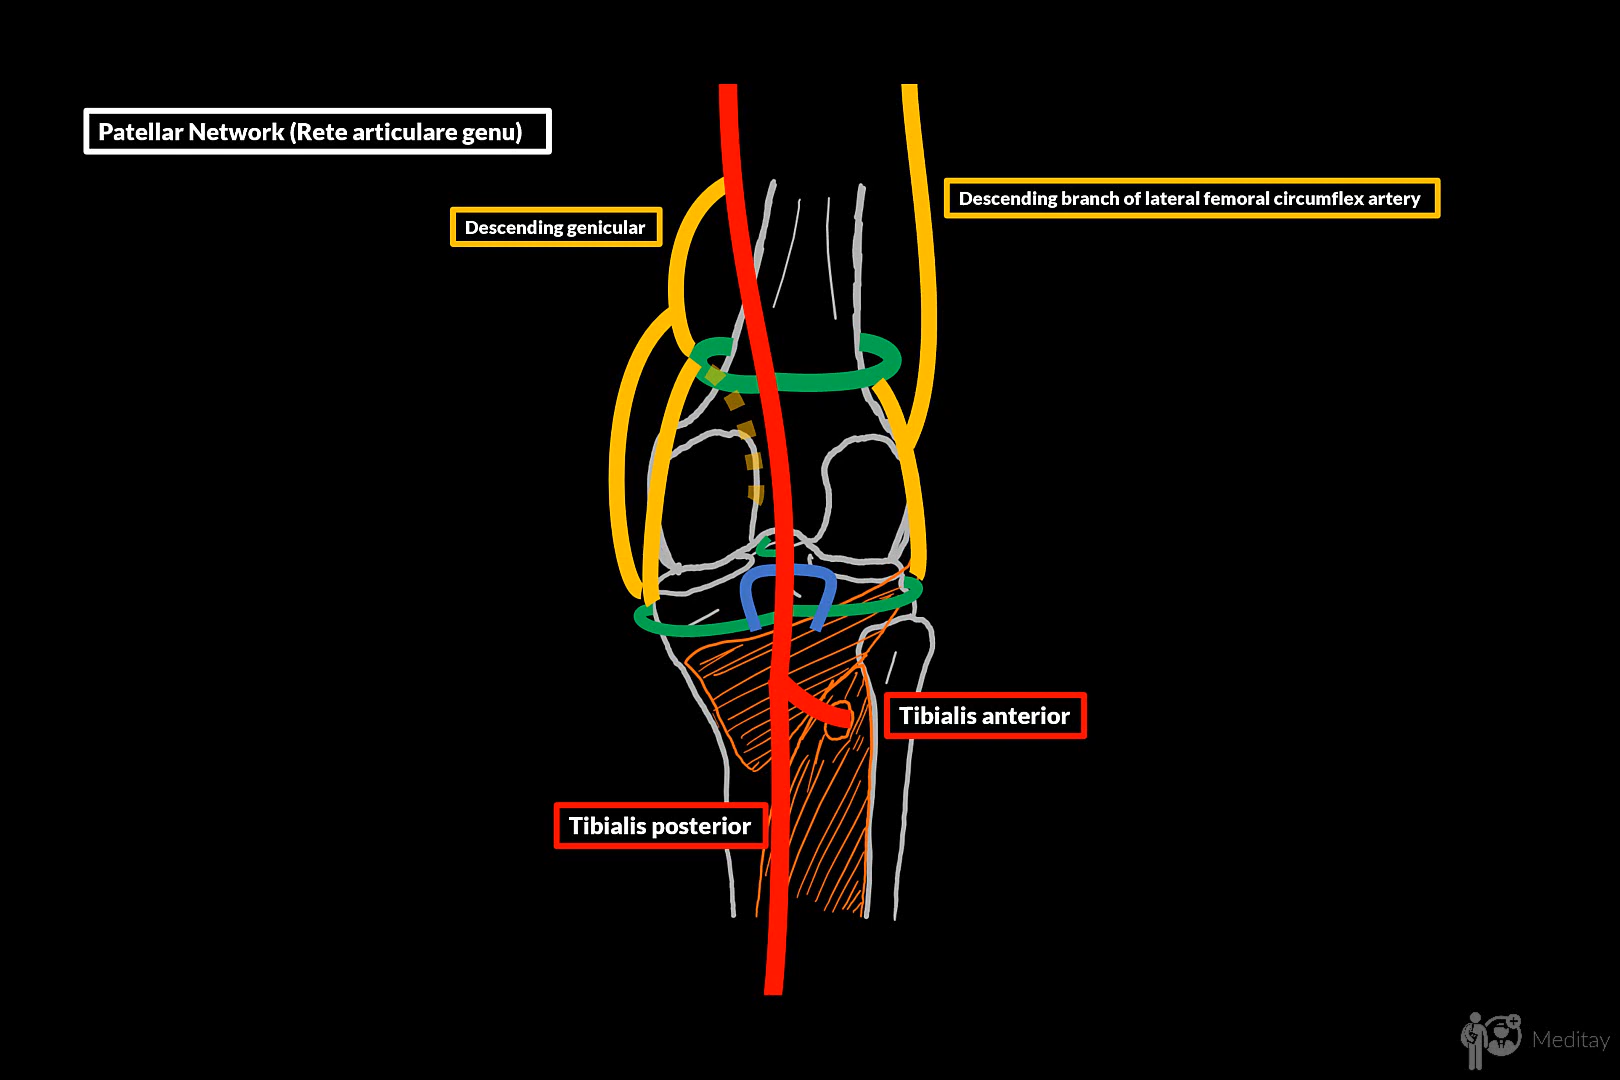 Patellar Network (Rete articulare genu)
Descending genicular
Descending branch of lateral femoral circumflex artery
Tibialis anterior
Tibialis posterior
Meditay